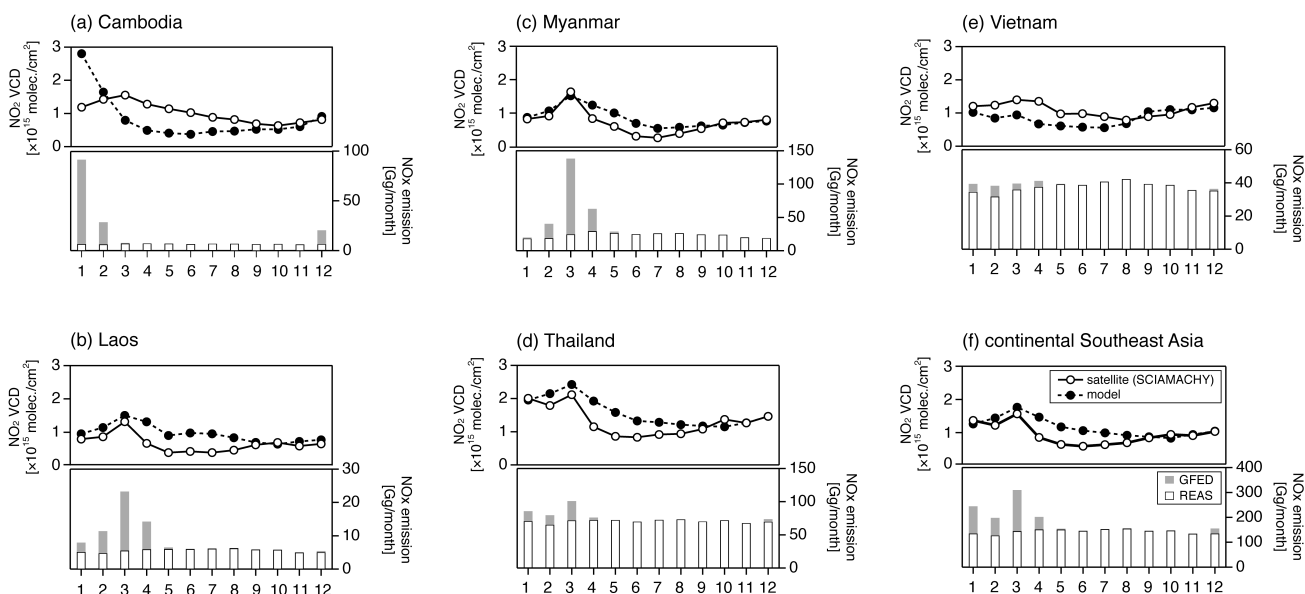 (a) Cambodia
NO₂ VCD
[×10¹⁵ molec./cm²]
3
2
1
0
100
50
0
NOx emission
[Gg/month]
1 2 3 4 5 6 7 8 9 10 11 12
(c) Myanmar
NO₂ VCD
[×10¹⁵ molec./cm²]
3
2
1
0
150
100
50
0
NOx emission
[Gg/month]
1 2 3 4 5 6 7 8 9 10 11 12
(e) Vietnam
NO₂ VCD
[×10¹⁵ molec./cm²]
3
2
1
0
60
40
20
0
NOx emission
[Gg/month]
1 2 3 4 5 6 7 8 9 10 11 12
(b) Laos
NO₂ VCD
[×10¹⁵ molec./cm²]
3
2
1
0
30
20
10
0
NOx emission
[Gg/month]
1 2 3 4 5 6 7 8 9 10 11 12
(d) Thailand
NO₂ VCD
[×10¹⁵ molec./cm²]
3
2
1
0
150
100
50
0
NOx emission
[Gg/month]
1 2 3 4 5 6 7 8 9 10 11 12
(f) continental Southeast Asia
NO₂ VCD
[×10¹⁵ molec./cm²]
3
2
1
0
satellite (SCIAMACHY)
model
400
300
200
100
0
GFED
REAS
NOx emission
[Gg/month]
1 2 3 4 5 6 7 8 9 10 11 12